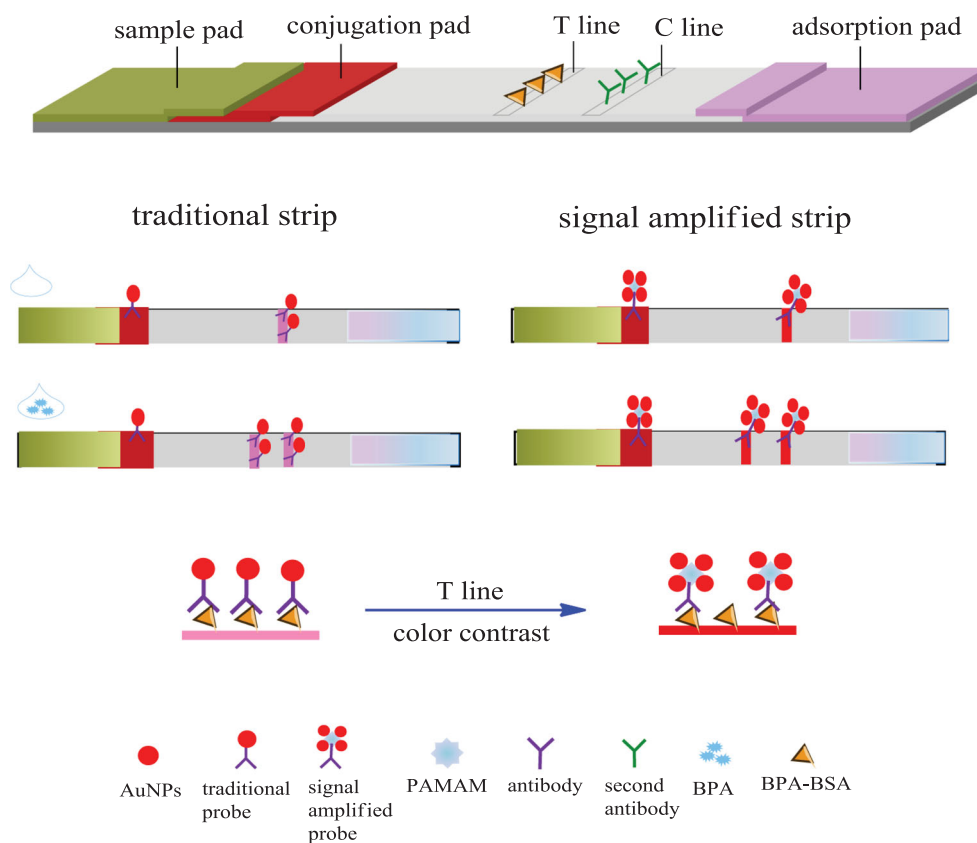 sample pad
conjugation pad
T line
C line
adsorption pad
traditional strip
signal amplified strip
T line
color contrast
AuNPs
traditional
probe
signal
amplified
probe
PAMAM
antibody
second
antibody
BPA
BPA-BSA